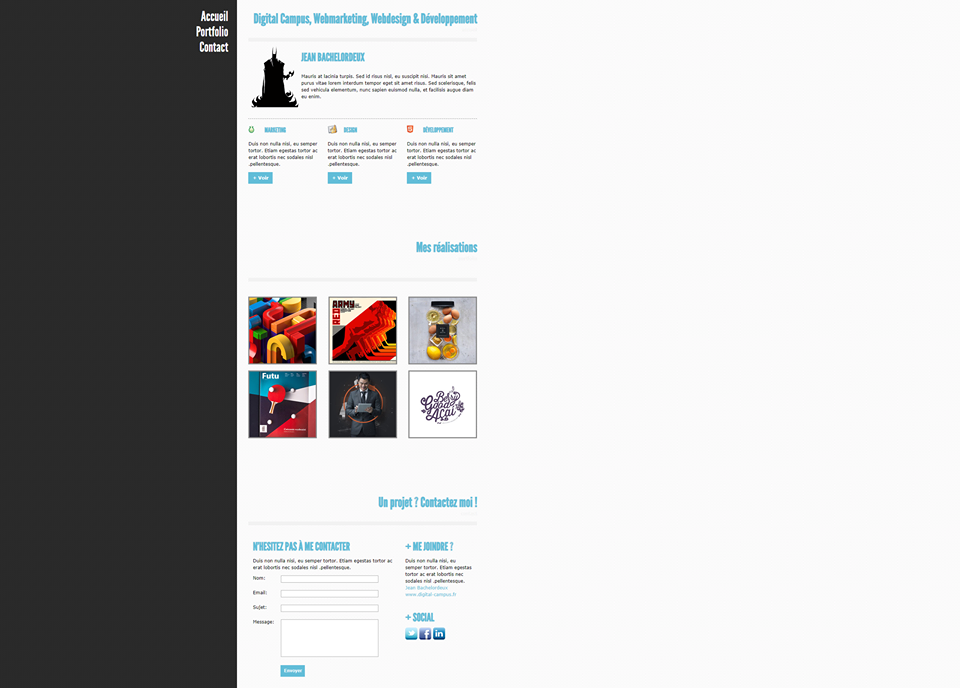 Accueil
Portfolio
Contact
Digital Campus, Webmarketing, Webdesign & Développement
JEAN BACHELORDEUX
Mauris at lacinia turpis. Sed id risus nisl, eu suscipit nisl. Mauris sit amet
purus vitae lorem interdum tempor eget sit amet risus. Sed scelerisque, felis
sed vehicula elementum, nunc sapien euismod nulla, et facilisis augue diam
eu enim.
MARKETING
Duis non nulla nisi, eu semper
tortor. Etiam egestas tortor ac
erat lobortis nec sodales nisl
.pellentesque.
+ Voir
DESIGN
Duis non nulla nisi, eu semper
tortor. Etiam egestas tortor ac
erat lobortis nec sodales nisl
.pellentesque.
+ Voir
DÉVELOPPEMENT
Duis non nulla nisi, eu semper
tortor. Etiam egestas tortor ac
erat lobortis nec sodales nisl
.pellentesque.
+ Voir
Mes réalisations
ARMY
RED
Futu
Berry
Good
Açaí
Un projet ? Contactez moi !
N'HESITEZ PAS À ME CONTACTER
Duis non nulla nisi, eu semper tortor. Etiam egestas tortor ac
erat lobortis nec sodales nisl .pellentesque.
Nom:
Email:
Sujet:
Message:
Envoyer
+ ME JOINDRE ?
Duis non nulla nisi, eu
semper tortor. Etiam egestas
tortor ac erat lobortis nec
sodales nisl .pellentesque.
Jean Bachelordeux
www.digital-campus.fr
+ SOCIAL